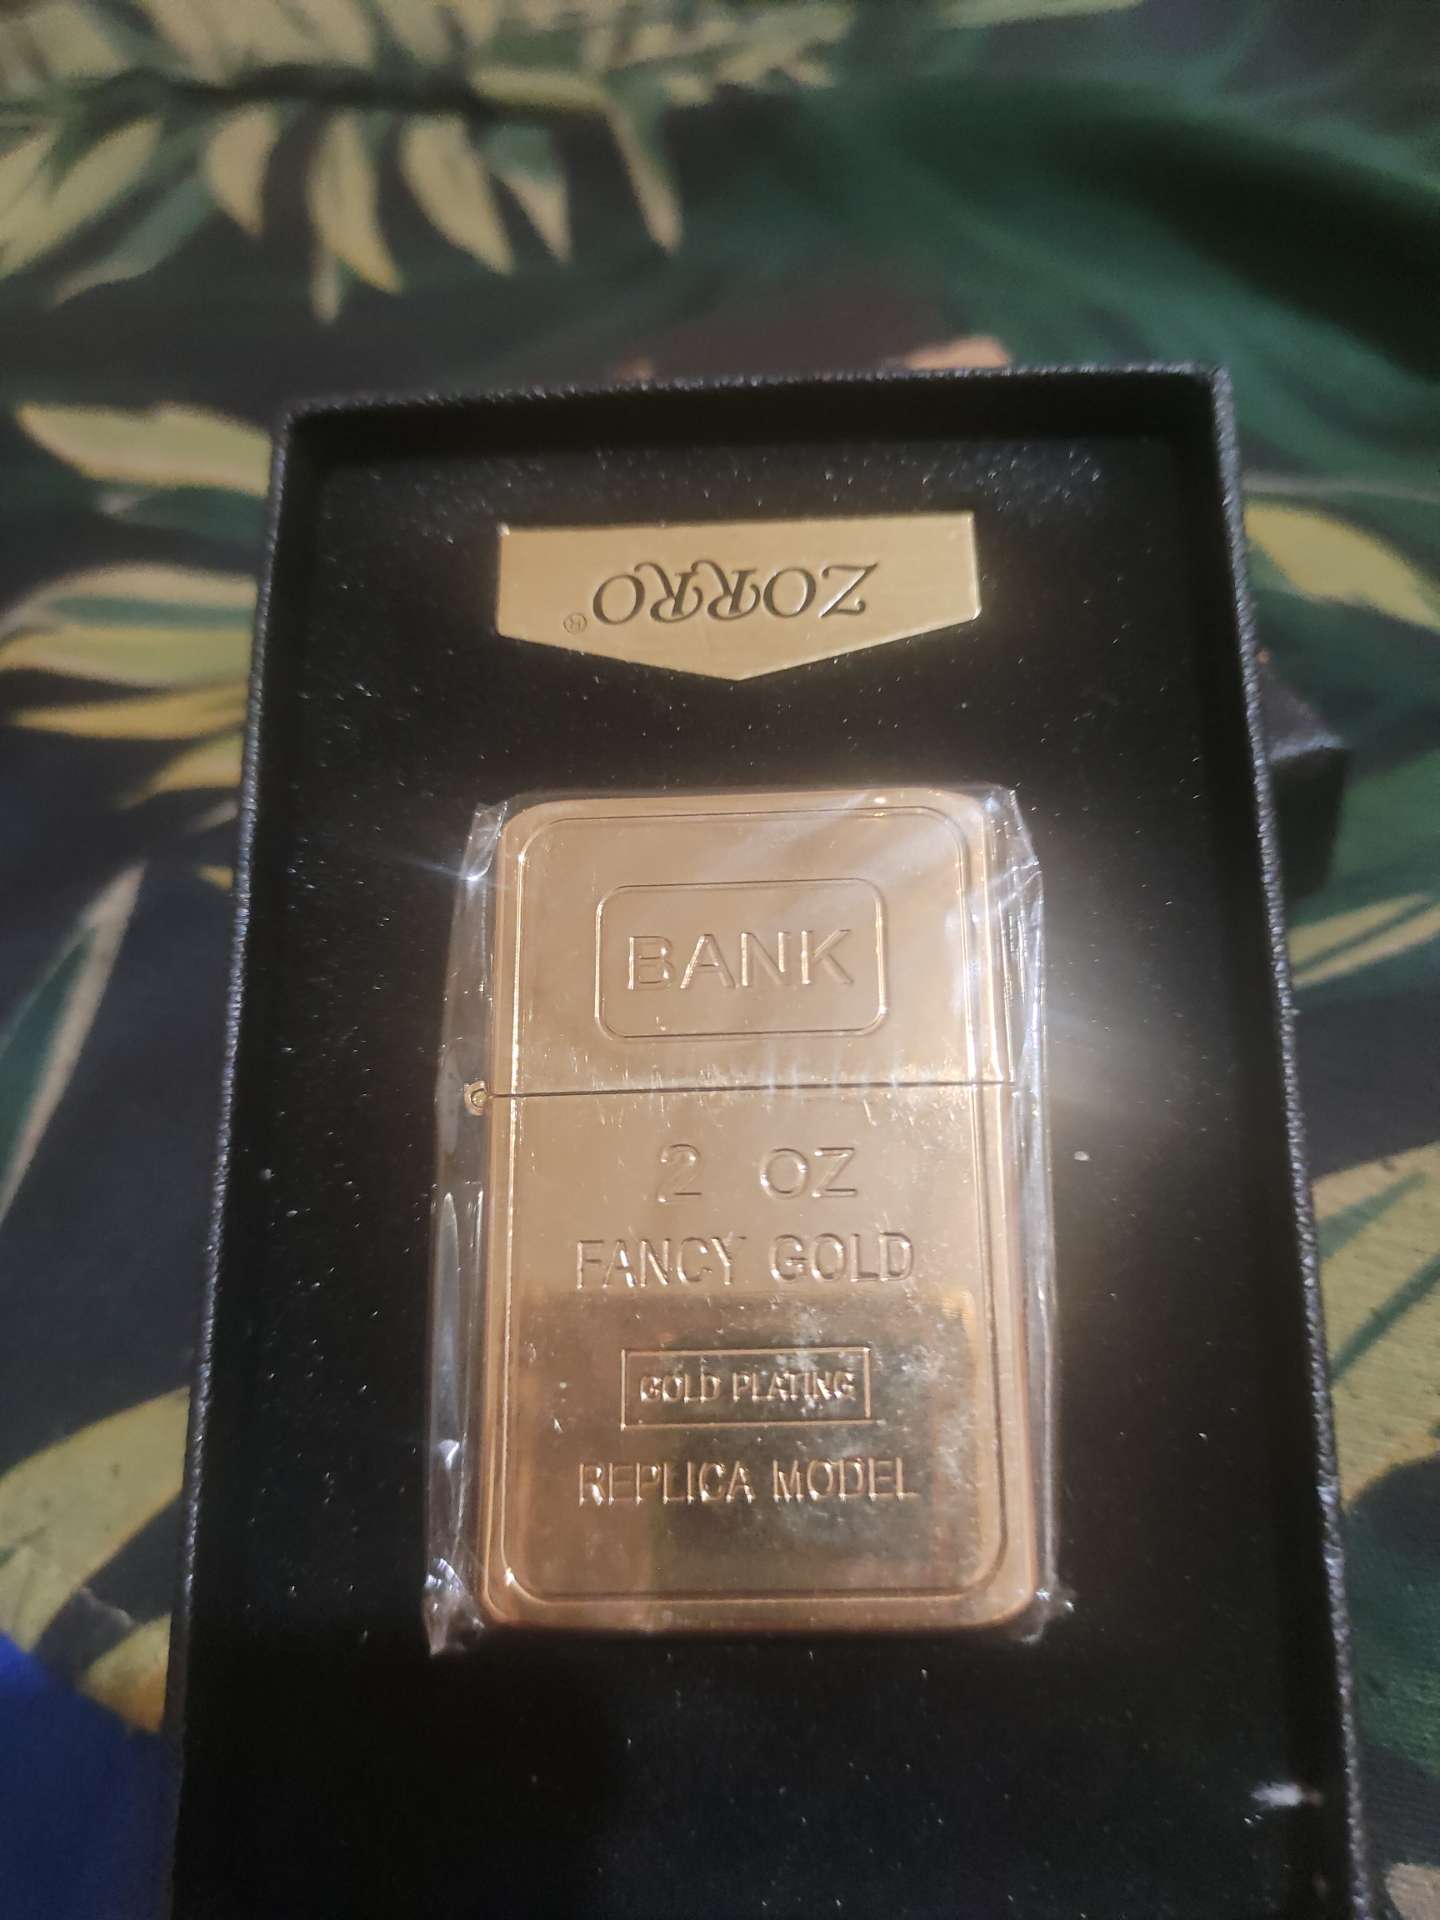 ZORRO®
BANK
2 OZ
FANCY GOLD
GOLD PLATING
REPLICA MODEL